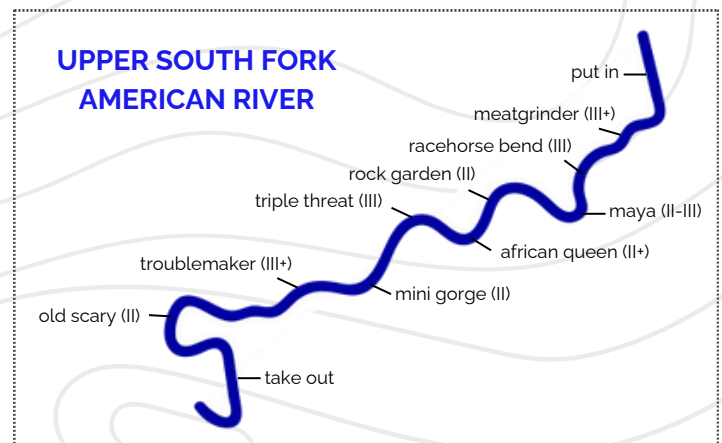 UPPER SOUTH FORK
AMERICAN RIVER
put in
meatgrinder (III+)
racehorse bend (III)
rock garden (II)
triple threat (III)
maya (II-III)
african queen (II+)
troublemaker (III+)
mini gorge (II)
old scary (II)
take out